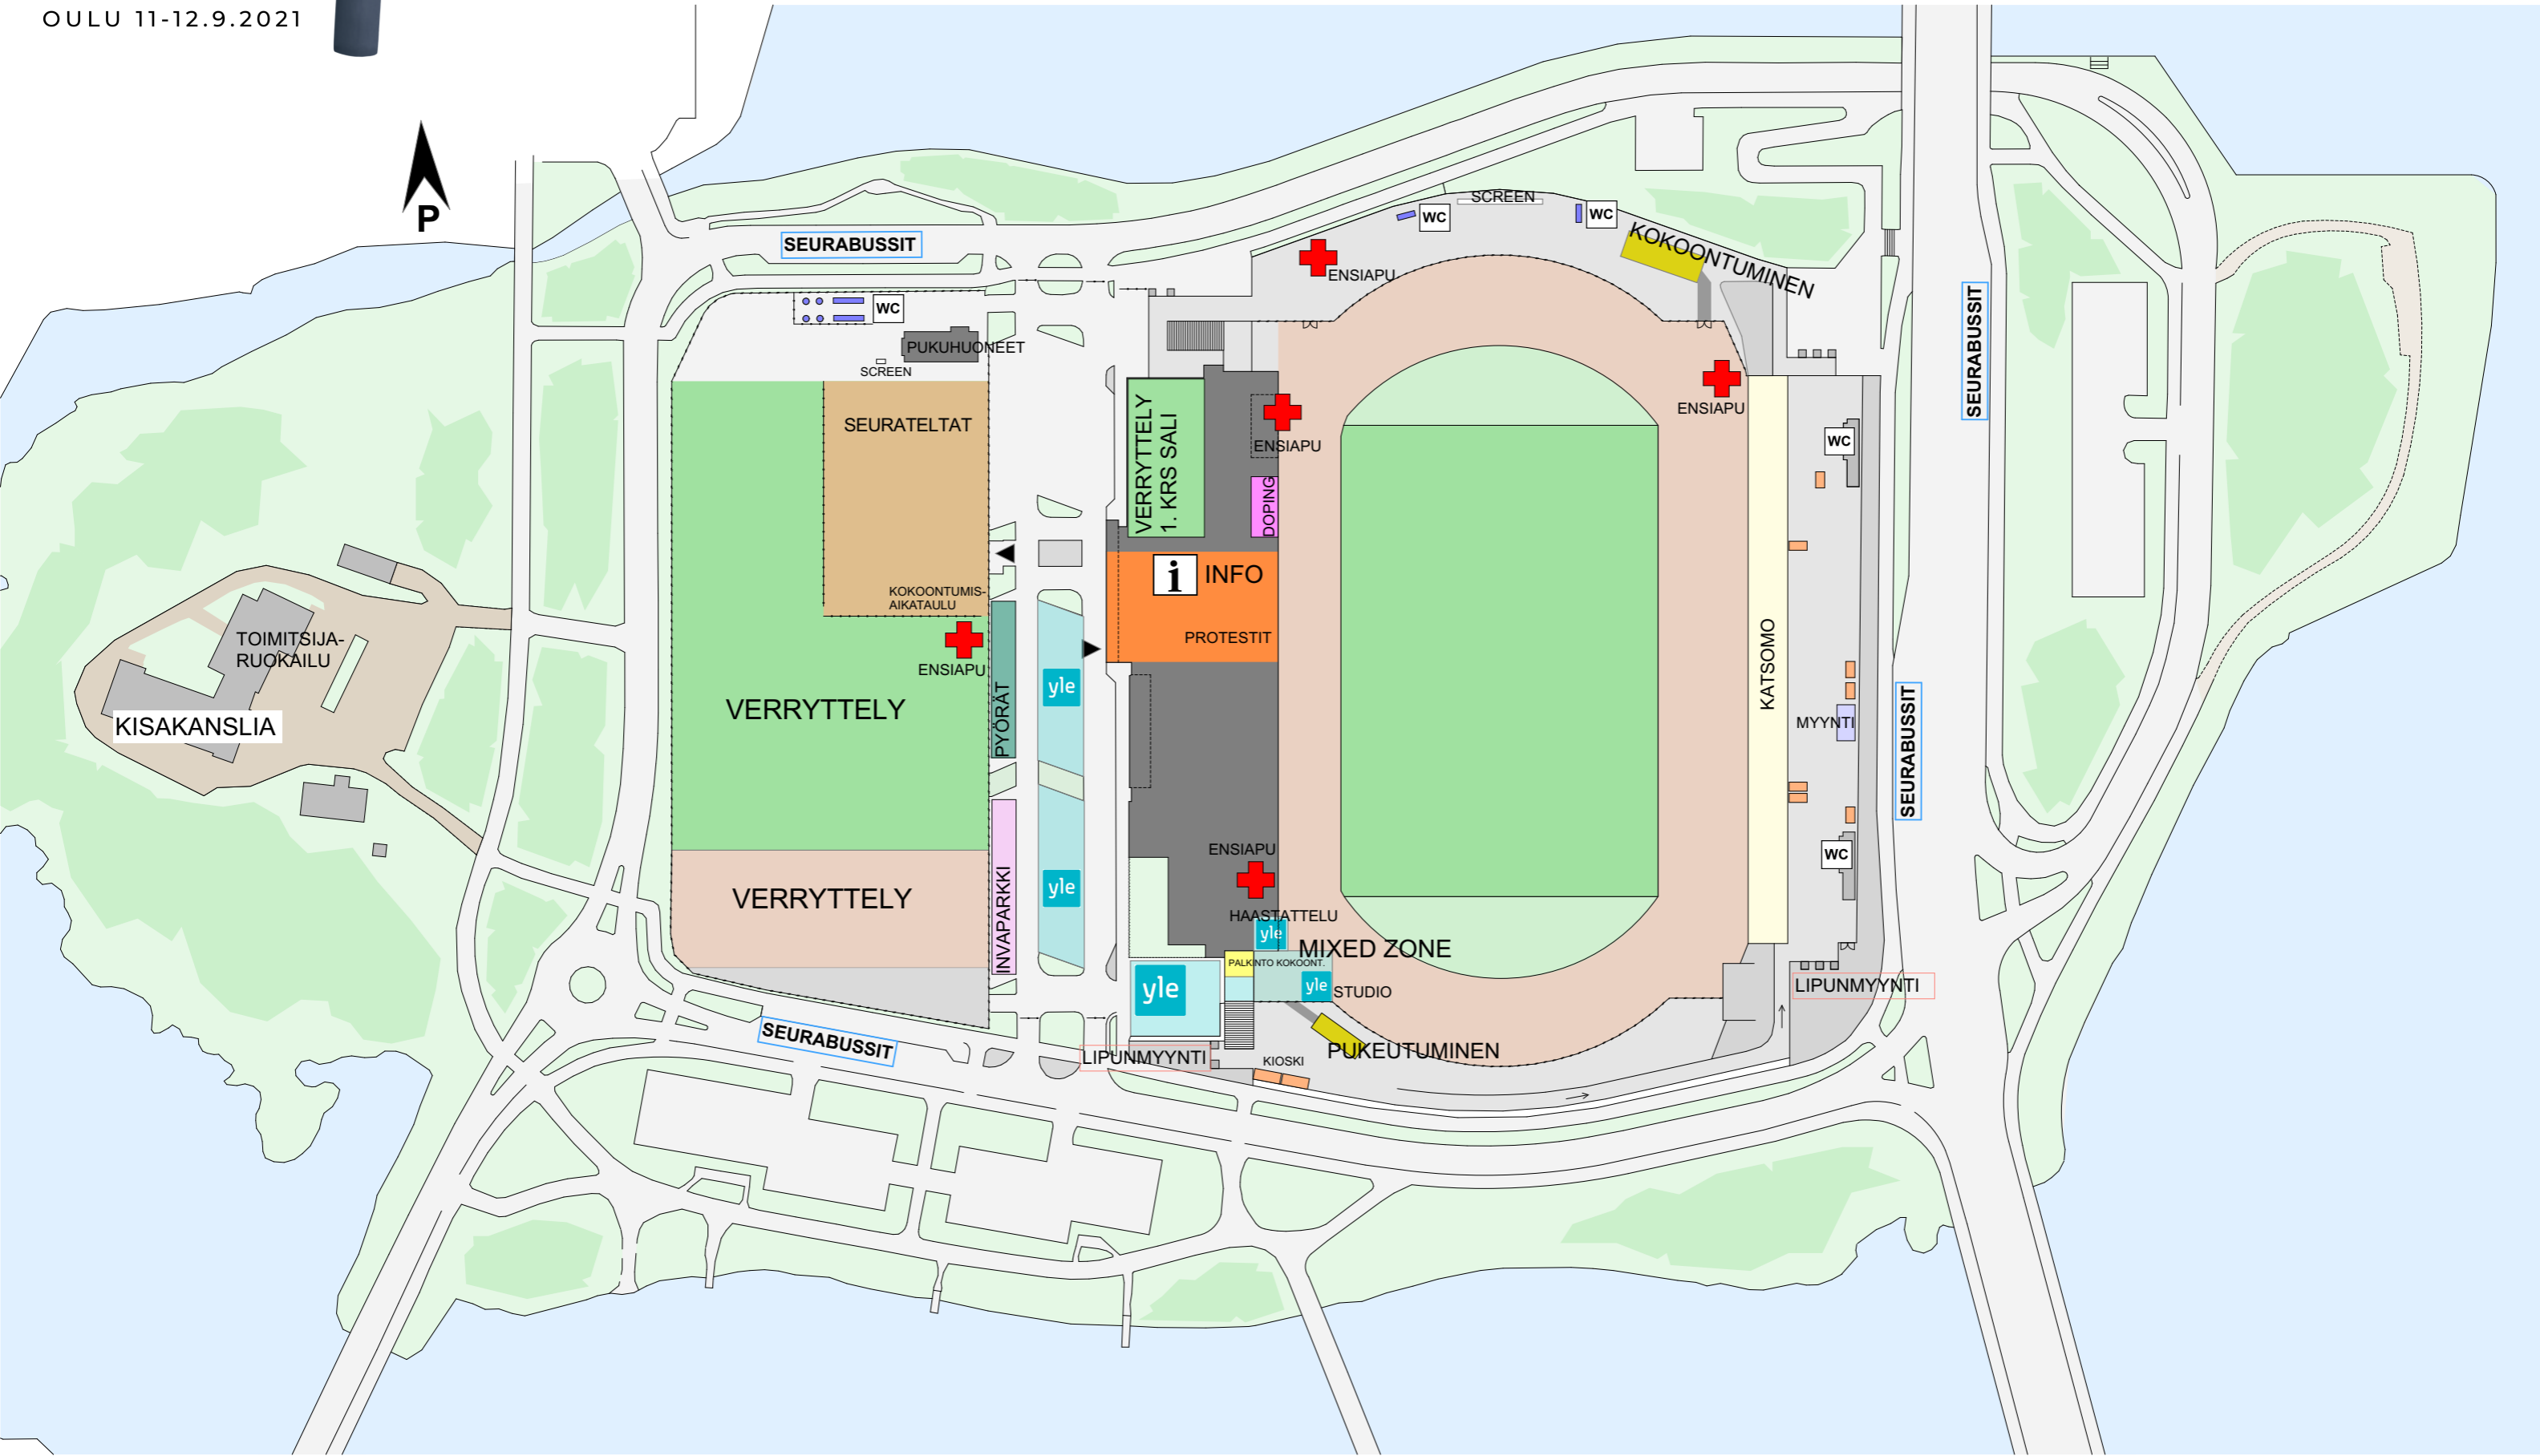 OULU 11-12.9.2021
P
SEURABUSSIT
WC
PUKUHUONEET
SCREEN
SEURATELTAT
KOKOONTUMIS-
AIKATAULU
ENSIAPU
VERRYTTELY
VERRYTTELY
PYÖRÄT
INVAPARKKI
yle
yle
TOIMITSIJA-
RUOKAILU
KISAKANSLIA
SEURABUSSIT
SCREEN
WC
WC
KOKOONTUMINEN
ENSIAPU
VERRYTTELY
1. KRS SALI
ENSIAPU
DOPING
i INFO
PROTESTIT
ENSIAPU
KATSOMO
WC
MYYNTI
WC
SEURABUSSIT
SEURABUSSIT
ENSIAPU
HAASTATTELU
yle
MIXED ZONE
PALKINTO KOKOONT.
yle
yle STUDIO
PUKEUTUMINEN
LIPUNMYYNTI
KIOSKI
LIPUNMYYNTI